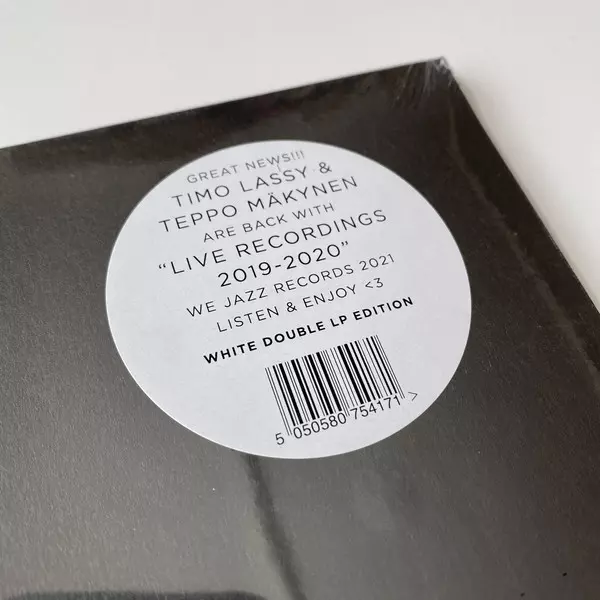 GREAT NEWS!!!
TIMO LASSY &
TEPPO MÄKYNEN
ARE BACK WITH
"LIVE RECORDINGS
2019-2020"
WE JAZZ RECORDS 2021
LISTEN & ENJOY <3
WHITE DOUBLE LP EDITION
5 050580 754171 >